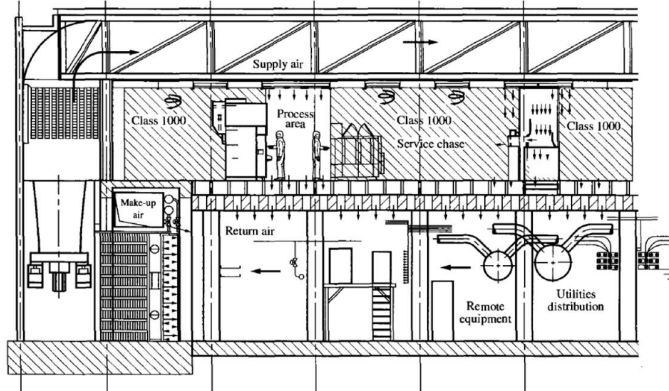 Supply air
Class 1000
Process
area
Class 1000
Service chase
Class 1000
Make-up
air
Return air
Remote
equipment
Utilities
distribution